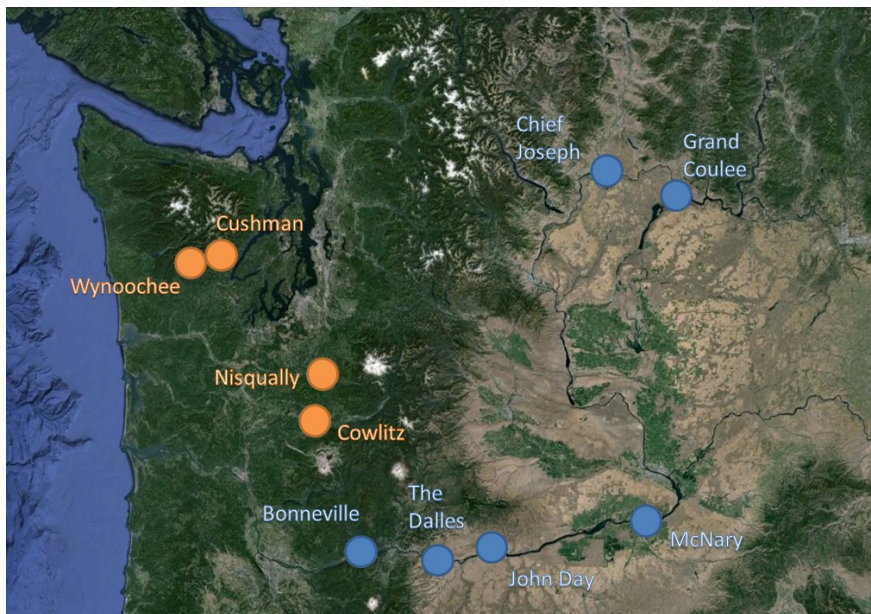 Chief
Joseph
Grand
Coulee
Cushman
Wynoochee
Nisqually
Cowlitz
The
Dalles
Bonneville
McNary
John Day